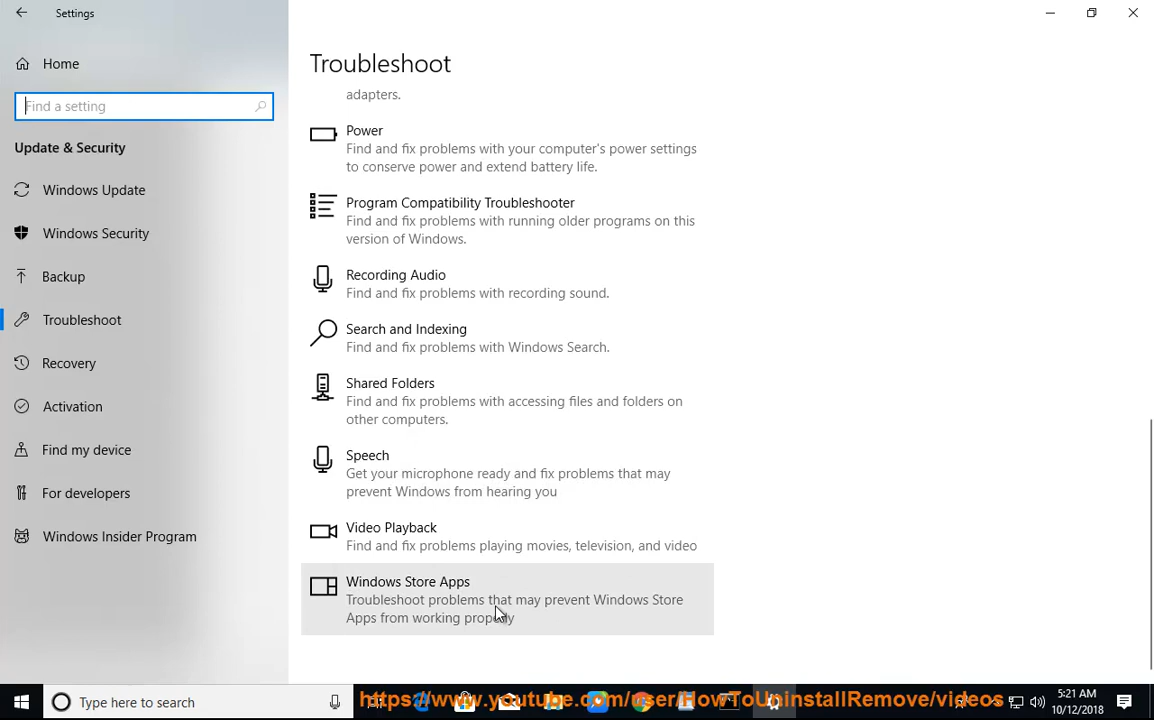 Settings
Home
Find a setting
Update & Security
Windows Update
Windows Security
Backup
Troubleshoot
Recovery
Activation
Find my device
For developers
Windows Insider Program
Troubleshoot
adapters.
Power
Find and fix problems with your computer's power settings
to conserve power and extend battery life.
Program Compatibility Troubleshooter
Find and fix problems with running older programs on this
version of Windows.
Recording Audio
Find and fix problems with recording sound.
Search and Indexing
Find and fix problems with Windows Search.
Shared Folders
Find and fix problems with accessing files and folders on
other computers.
Speech
Get your microphone ready and fix problems that may
prevent Windows from hearing you
Video Playback
Find and fix problems playing movies, television, and video
Windows Store Apps
Troubleshoot problems that may prevent Windows Store
Apps from working properly
Type here to search
https://www.youtube.com/user/HowToUninstallRemove/videos
5:21 AM
10/12/2018